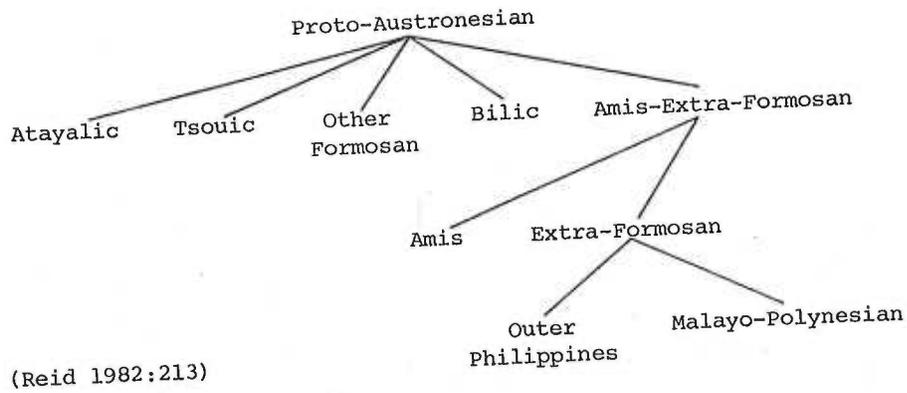 Proto-Austronesian
Atayalic
Tsouic
Other
Formosan
Bilic
Amis-Extra-Formosan
Amis
Extra-Formosan
Outer
Philippines
Malayo-Polynesian
(Reid 1982:213)